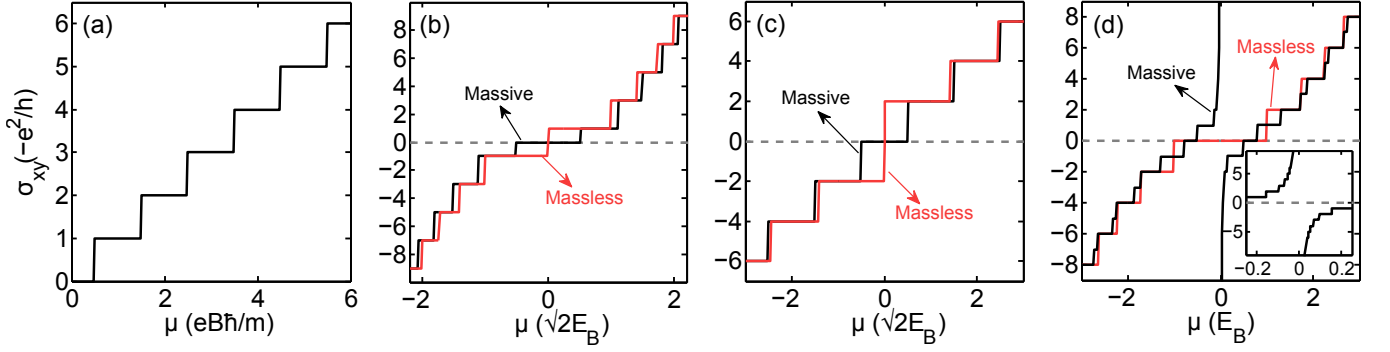 (a)
σxy(−e²/h)
6
5
4
3
2
1
0
0 2 4 6
μ (eBħ/m)
(b)
8
6
4
2
0
−2
−4
−6
−8
Massive
Massless
−2 0 2
μ (√2E_B)
(c)
6
4
2
0
−2
−4
−6
Massive
Massless
−2 0 2
μ (√2E_B)
(d)
8
6
4
2
0
−2
−4
−6
−8
Massless
Massive
5
0
−5
−0.2 0 0.2
−2 0 2
μ (E_B)